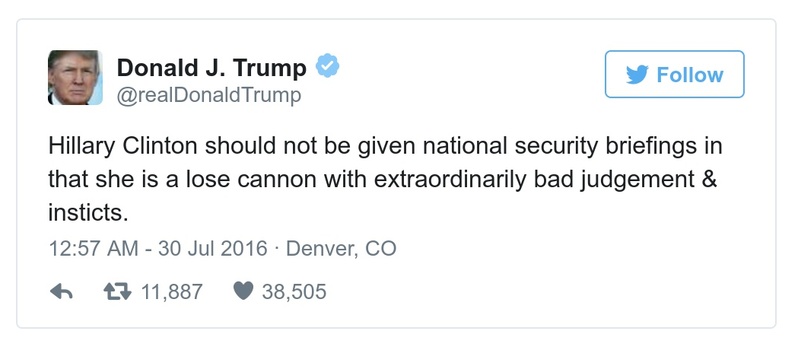 Donald J. Trump
@realDonaldTrump
Follow
Hillary Clinton should not be given national security briefings in
that she is a lose cannon with extraordinarily bad judgement &
insticts.
12:57 AM - 30 Jul 2016 · Denver, CO
11,887 38,505